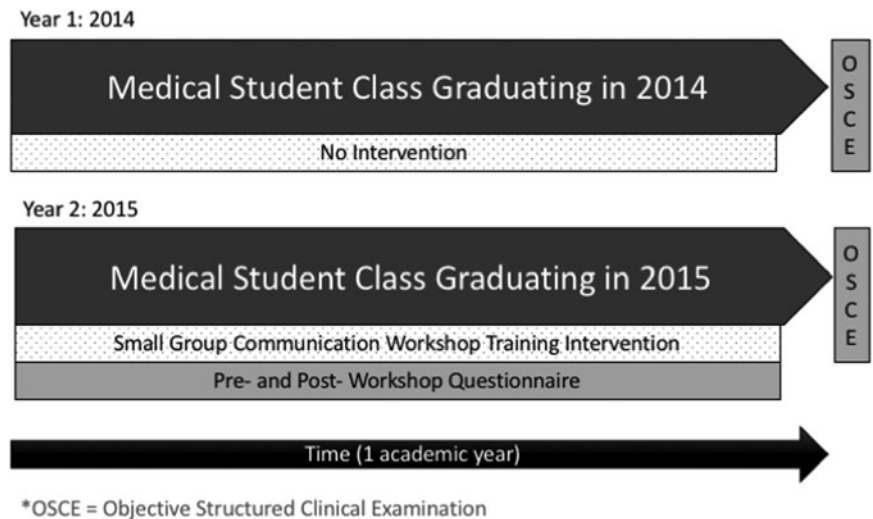 Year 1: 2014
Medical Student Class Graduating in 2014
OSCE
No Intervention
Year 2: 2015
Medical Student Class Graduating in 2015
OSCE
Small Group Communication Workshop Training Intervention
Pre- and Post- Workshop Questionnaire
Time (1 academic year)
*OSCE = Objective Structured Clinical Examination